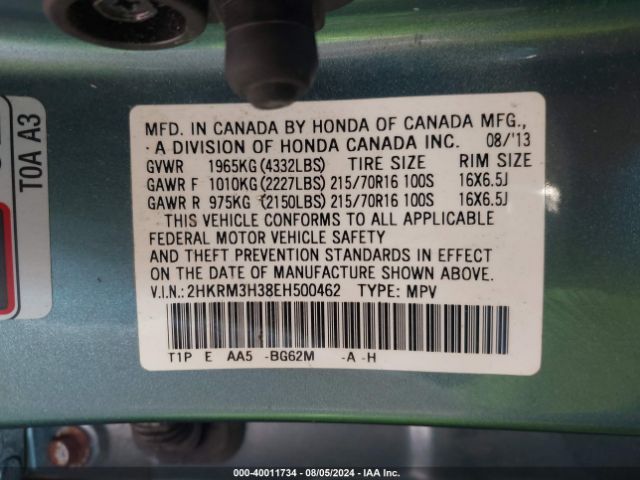 MFD. IN CANADA BY HONDA OF CANADA MFG.,
A DIVISION OF HONDA CANADA INC. 08/'13
GVWR 1965KG (4332LBS) TIRE SIZE RIM SIZE
GAWR F 1010KG (2227LBS) 215/70R16 100S 16X6.5J
GAWR R 975KG (2150LBS) 215/70R16 100S 16X6.5J
THIS VEHICLE CONFORMS TO ALL APPLICABLE
FEDERAL MOTOR VEHICLE SAFETY
AND THEFT PREVENTION STANDARDS IN EFFECT
ON THE DATE OF MANUFACTURE SHOWN ABOVE.
V.I.N.: 2HKRM3H38EH500462 TYPE: MPV
T1P E AA5 -BG62M -A -H
T0A A3
000-40011734 - 08/05/2024 - IAA Inc.